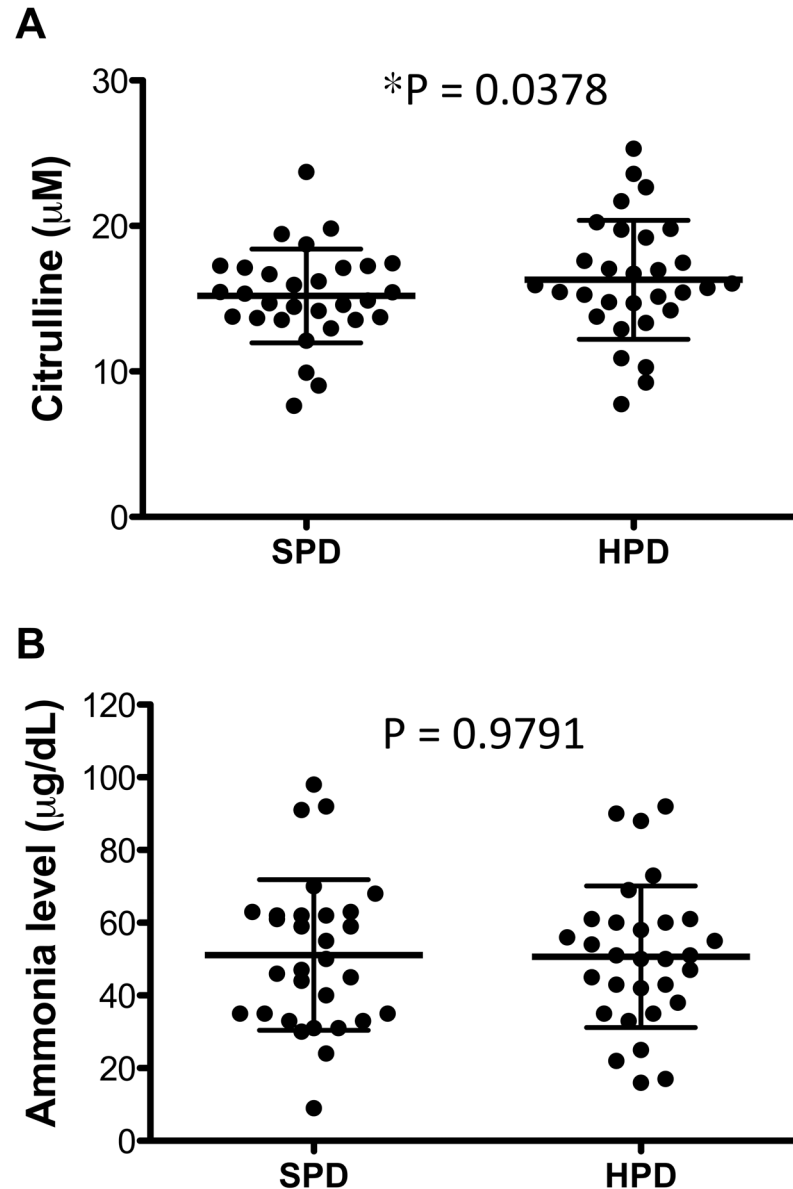 A
*P = 0.0378
30
20
10
0
Citrulline (μM)
SPD HPD
B
P = 0.9791
120
100
80
60
40
20
0
Ammonia level (μg/dL)
SPD HPD